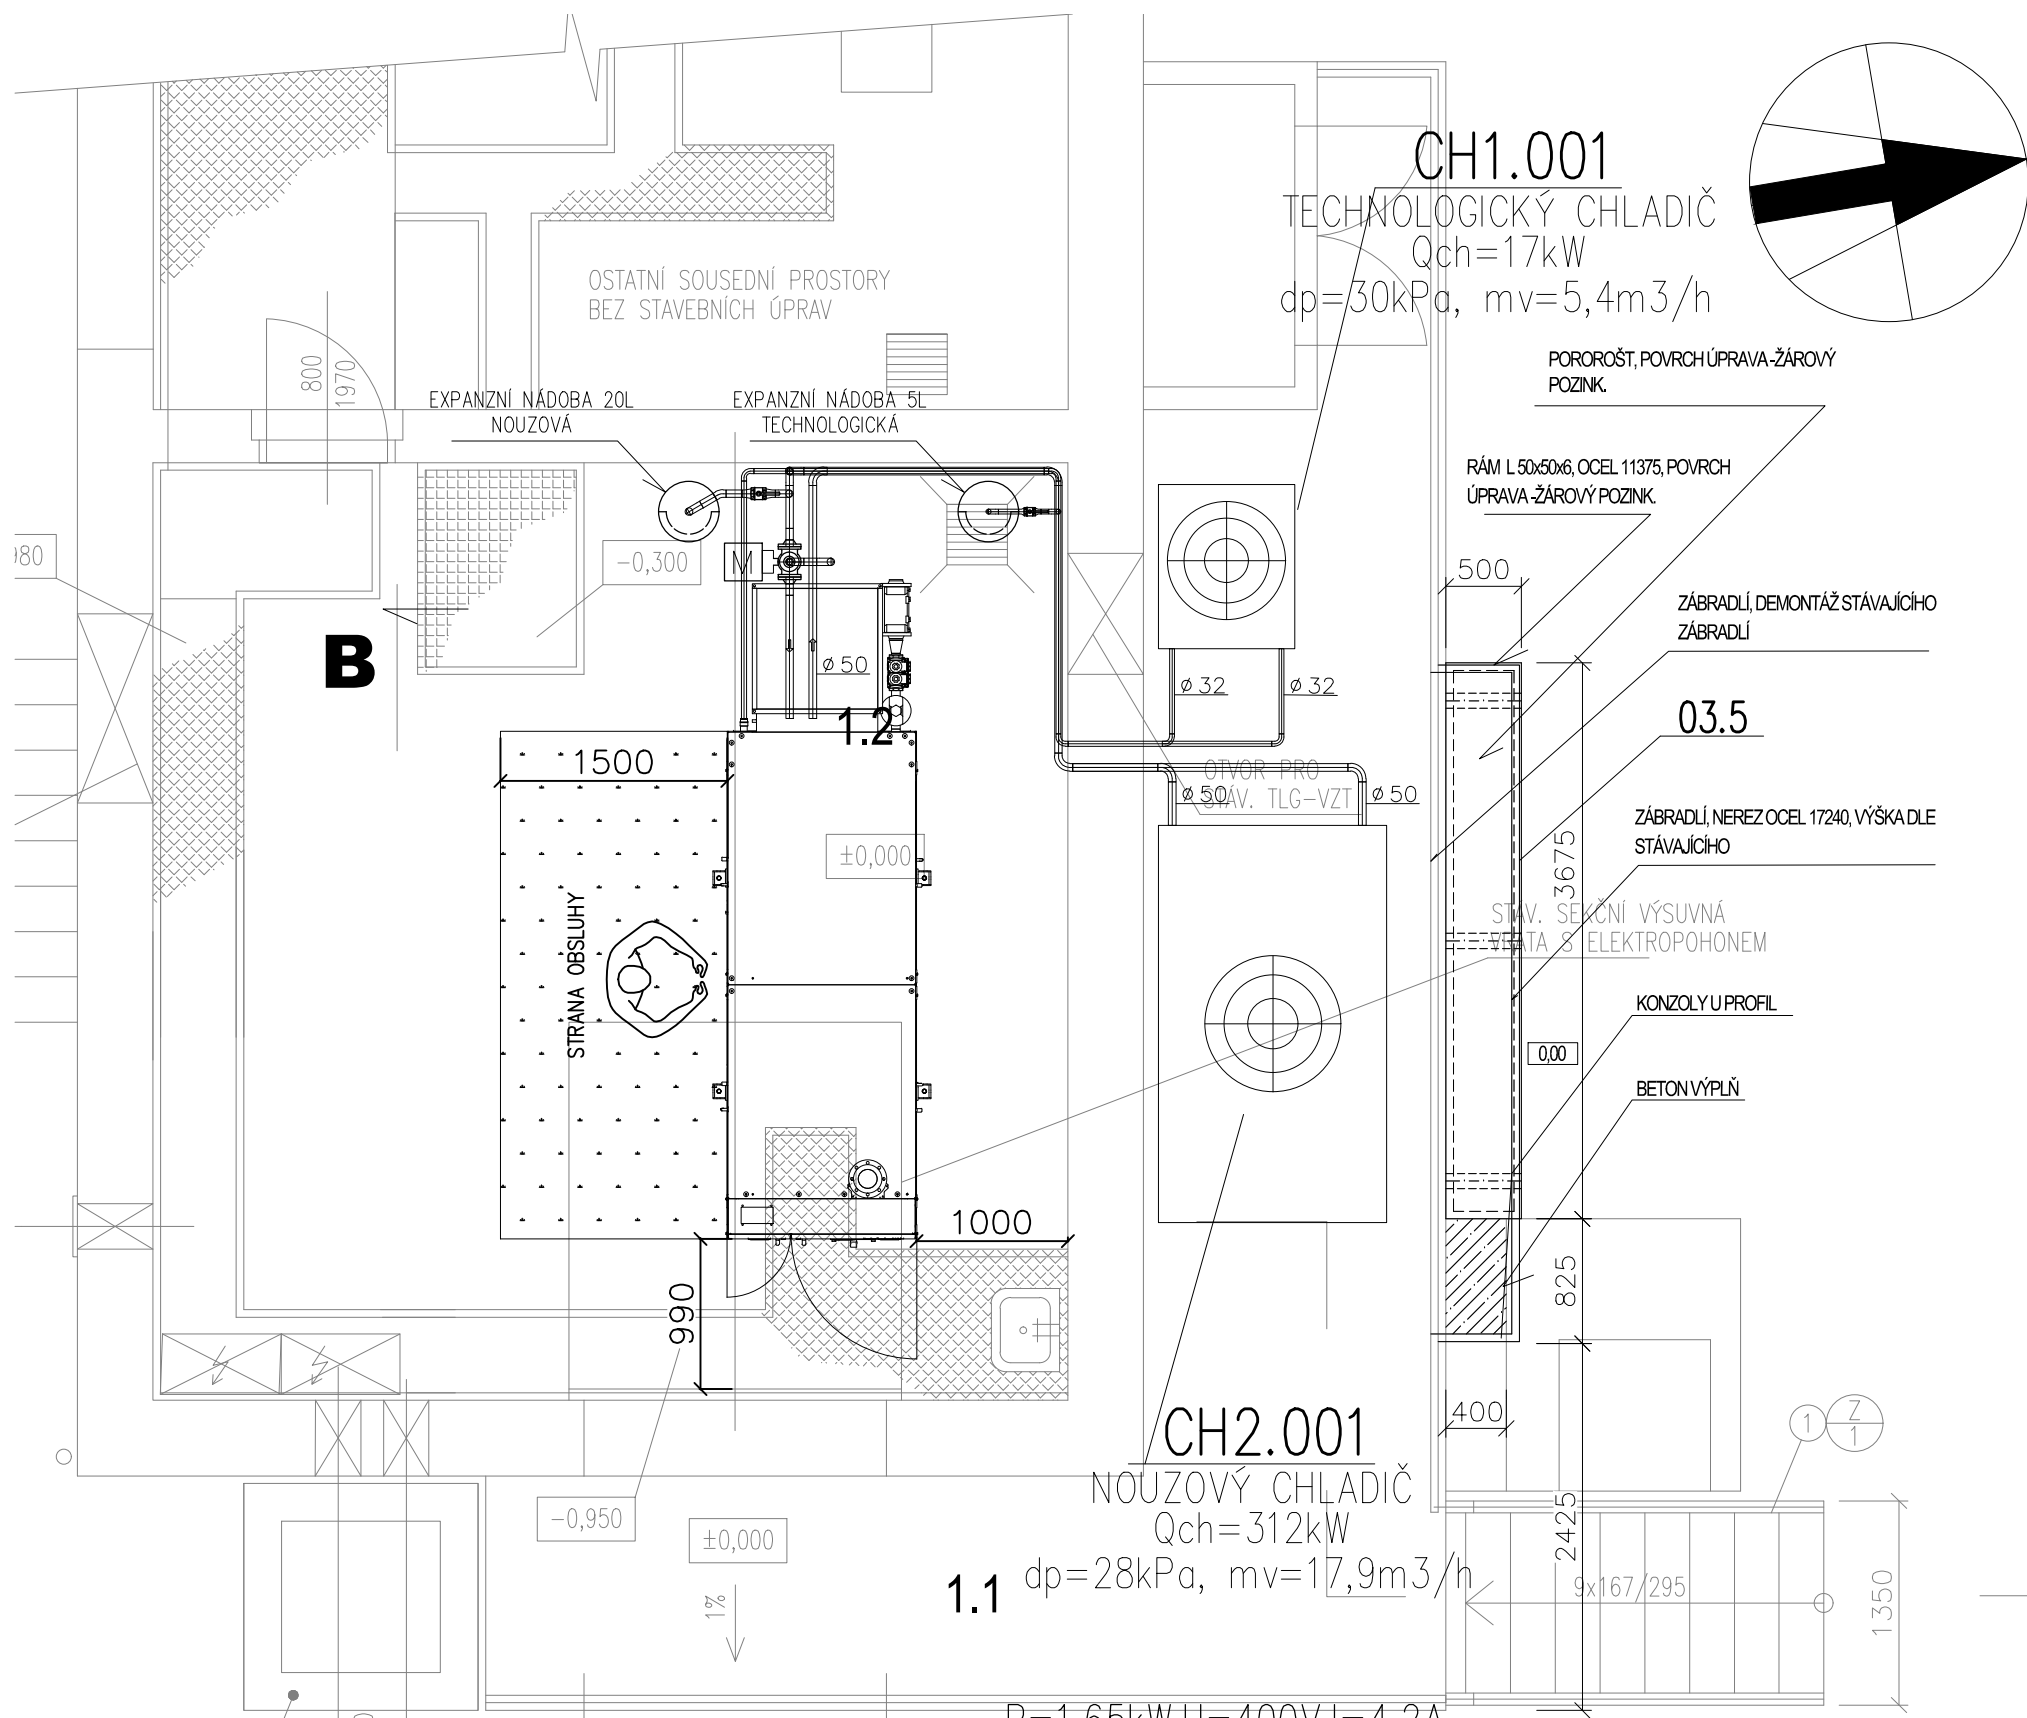 CH1.001
TECHNOLOGICKÝ CHLADIČ
Qch=17kW
dp=30kPa, mv=5,4m3/h
OSTATNÍ SOUSEDNÍ PROSTORY
BEZ STAVEBNÍCH ÚPRAV
800
1970
EXPANZNÍ NÁDOBA 20L
NOUZOVÁ
EXPANZNÍ NÁDOBA 5L
TECHNOLOGICKÁ
POROROŠT, POVRCH ÚPRAVA -ŽÁROVÝ
POZINK.
RÁM L 50x50x6, OCEL 11375, POVRCH
ÚPRAVA -ŽÁROVÝ POZINK.
500
-0,300
M
ZÁBRADLÍ, DEMONTÁŽ STÁVAJÍCÍHO
ZÁBRADLÍ
B
ø 50
ø 32
ø 32
1.2
03.5
1500
OTVOR PRO
STÁV. TLG-VZT
ø 50
ø 50
±0,000
ZÁBRADLÍ, NEREZ OCEL 17240, VÝŠKA DLE
STÁVAJÍCÍHO
3675
STRANA OBSLUHY
STÁV. SEKČNÍ VÝSUVNÁ
VRATA S ELEKTROPOHONEM
KONZOLY U PROFIL
0,00
BETON VÝPLŇ
1000
990
825
400
CH2.001
NOUZOVÝ CHLADIČ
Qch=312kW
dp=28kPa, mv=17,9m3/h
1
Z
1
-0,950
±0,000
1%
1.1
2425
9x167/295
1350
P=1,65kW U=400V I=4,2A